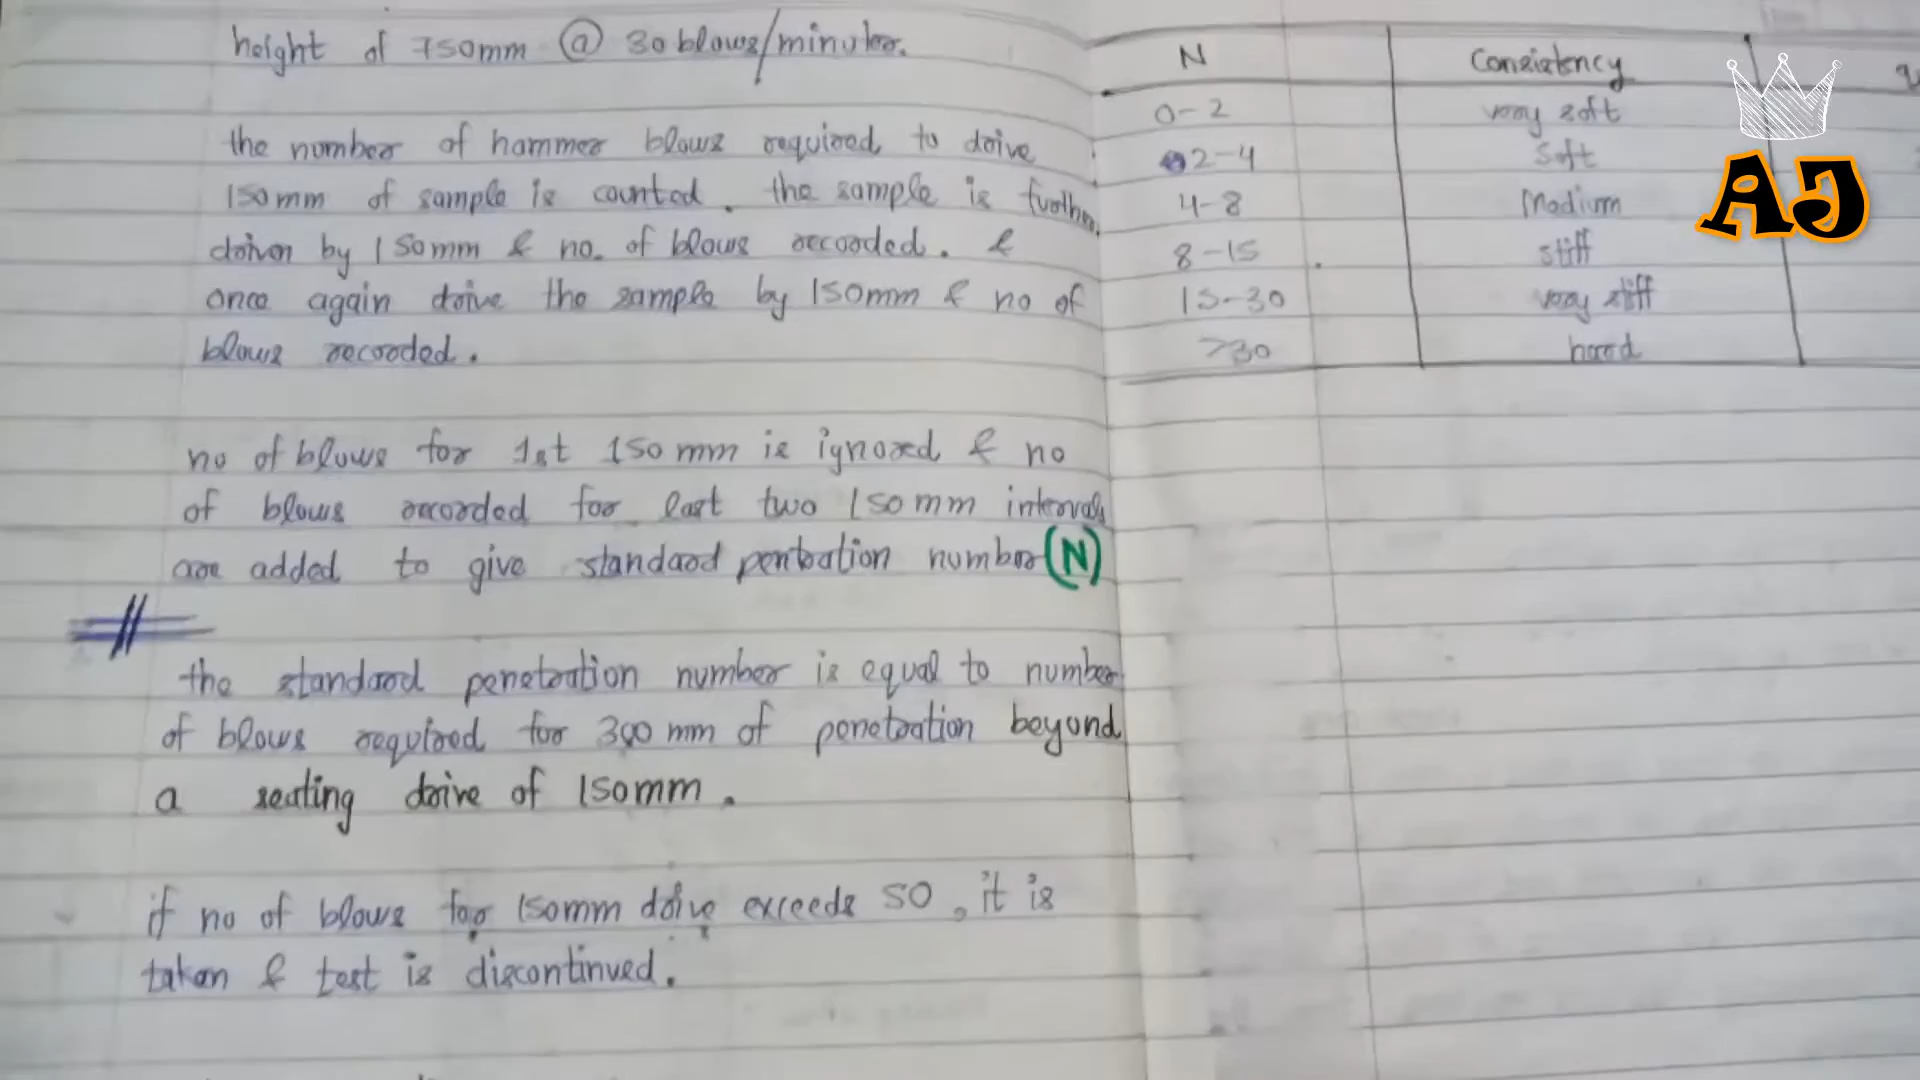 height of 750mm @ 30 blows/minutes.
the number of hammer blows required to drive
150mm of sample is counted. the sample is further
driven by 150mm & no. of blows recorded. &
once again drive the sample by 150mm & no of
blows recorded.
no of blows for 1st 150 mm is ignored & no
of blows recorded for last two 150mm intervals
are added to give standard pentration number (N)
the standard penetration number is equal to number
of blows required for 300 mm of penetration beyond
a seating drive of 150mm.
if no of blows for 150mm drive exceeds 50, it is
taken & test is discontinued.
N Consistency
0-2 very soft
2-4 soft
4-8 Medium
8-15 stiff
15-30 very stiff
>30 hard
AJ